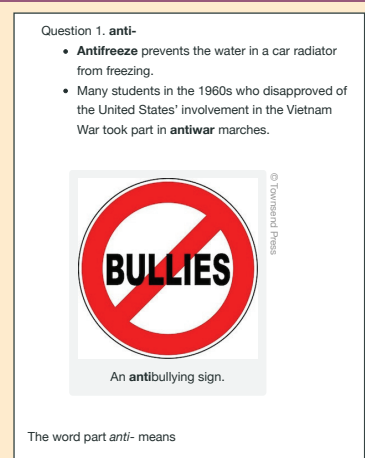 Question 1. anti-
• Antifreeze prevents the water in a car radiator
from freezing.
• Many students in the 1960s who disapproved of
the United States’ involvement in the Vietnam
War took part in antiwar marches.
© Townsend Press
BULLIES
An antibullying sign.
The word part anti- means